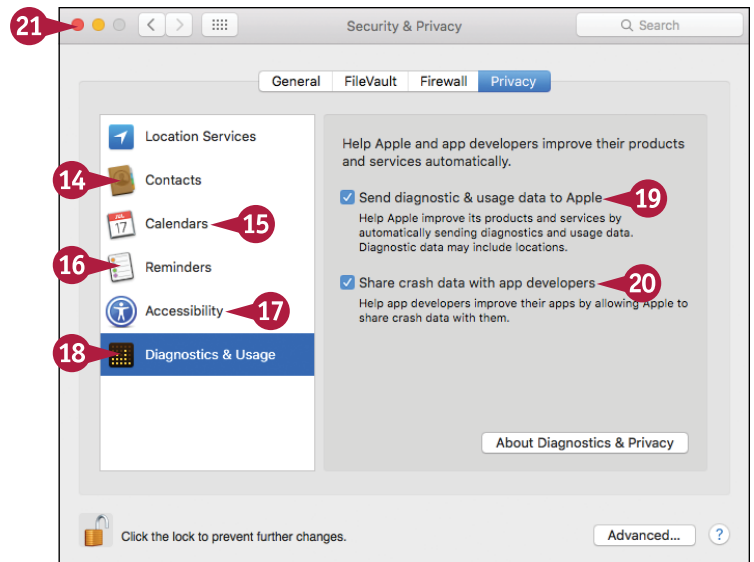 21
Security & Privacy
Search
General FileVault Firewall Privacy
Location Services
14
Contacts
JUL
17
Calendars
15
16
Reminders
Accessibility
17
18
Diagnostics & Usage
Help Apple and app developers improve their products
and services automatically.
Send diagnostic & usage data to Apple
19
Help Apple improve its products and services by
automatically sending diagnostics and usage data.
Diagnostic data may include locations.
Share crash data with app developers
20
Help app developers improve their apps by allowing Apple to
share crash data with them.
About Diagnostics & Privacy
Click the lock to prevent further changes.
Advanced...
?